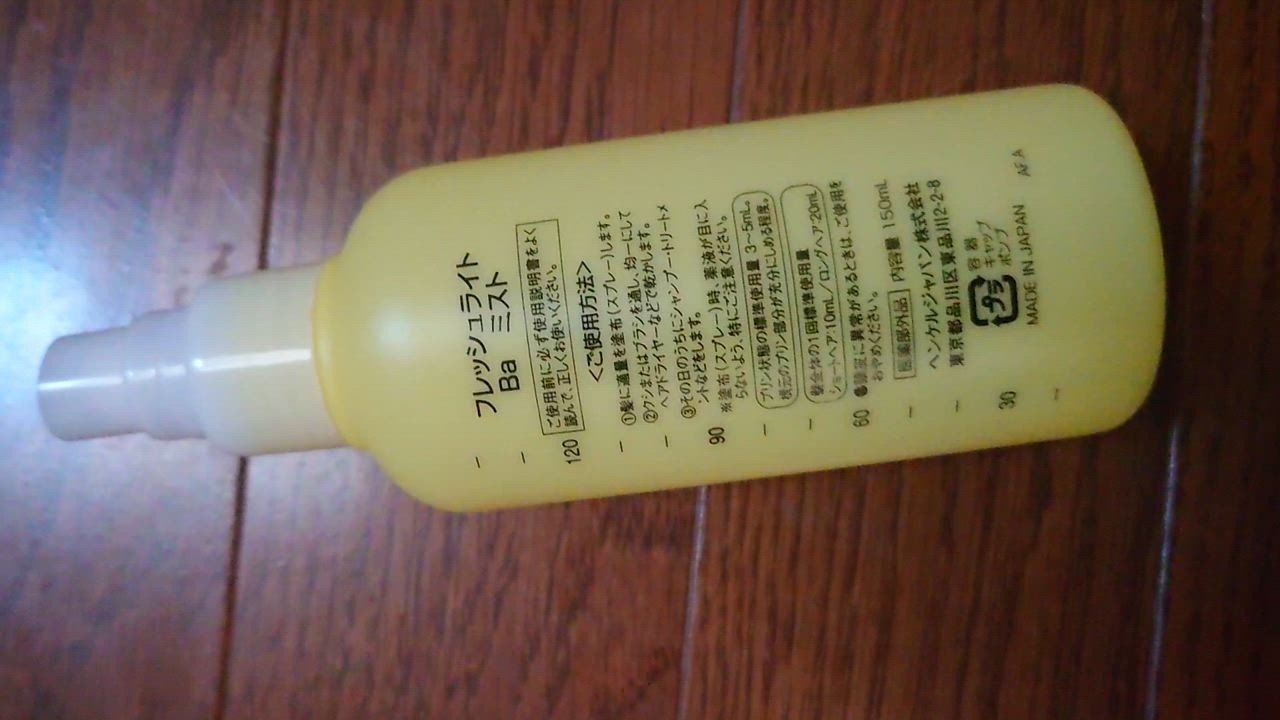 フレッシュライト
Ba ミスト
ご使用前に必ず使用説明書をよく
読んで、正しくお使いください。
120
<ご使用方法>
①髪に適量を塗布(スプレー)します。
②クシまたはブラシを通し、均一にして
ヘアドライヤーなどで乾かします。
③その日のうちにシャンプー・トリートメ
ントなどをします。
90
※塗布(スプレー)時、薬液が目に入
らないよう、特にご注意ください。
プリン状態の標準使用量 3〜5mL。
根元のプリン部分が充分にしめる程度。
髪全体の1回標準使用量
ショートヘア:10mL/ロングヘア:20mL
60
●頭皮に異常があるときは、ご使用を
おやめください。
医薬部外品 内容量 150mL
ヘンケルジャパン株式会社
東京都品川区東品川2-2-8
プラ
容器
キャップ
ポンプ
30
MADE IN JAPAN